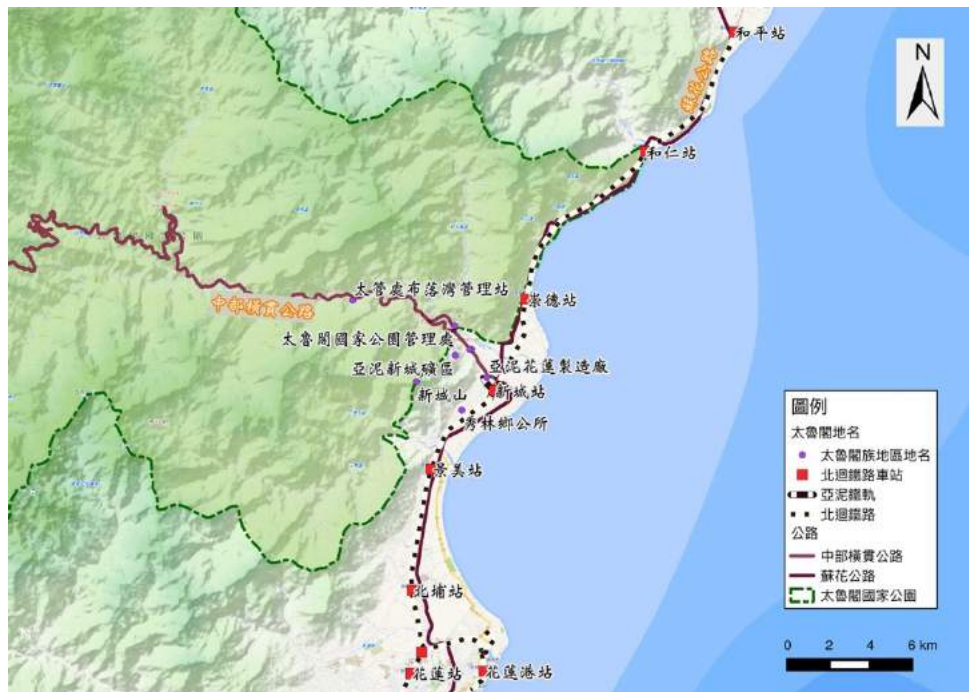 和平站
蘇花公路
N
和仁站
崇德站
太管處布落灣管理站
中部橫貫公路
太魯閣國家公園管理處
亞泥新城礦區
亞泥花蓮製造廠
新城山
新城站
秀林鄉公所
景美站
北埔站
花蓮站
花蓮港站
圖例
太魯閣地名
太魯閣族地區地名
北迴鐵路車站
亞泥鐵軌
北迴鐵路
公路
中部橫貫公路
蘇花公路
太魯閣國家公園
0 2 4 6 km